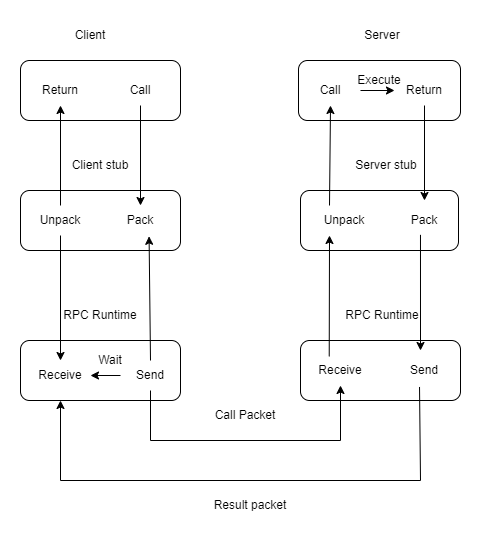 Client
Server
Return
Call
Call
Execute
Return
Client stub
Server stub
Unpack
Pack
Unpack
Pack
RPC Runtime
RPC Runtime
Receive
Wait
Send
Receive
Send
Call Packet
Result packet